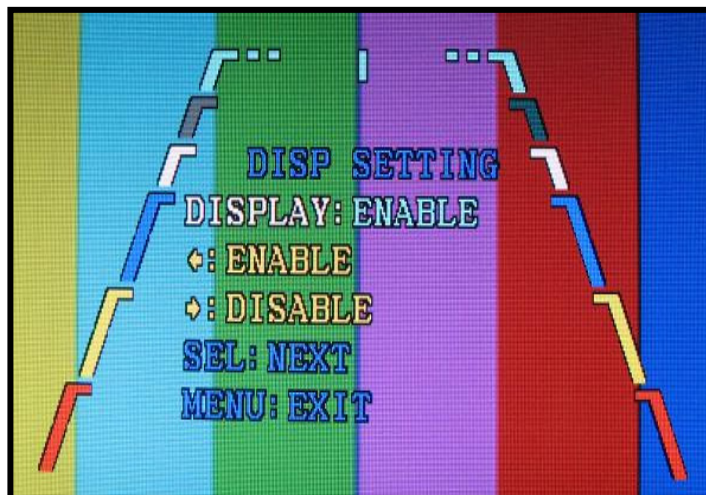 DISP SETTING
DISPLAY:ENABLE
←:ENABLE
→:DISABLE
SEL:NEXT
MENU:EXIT